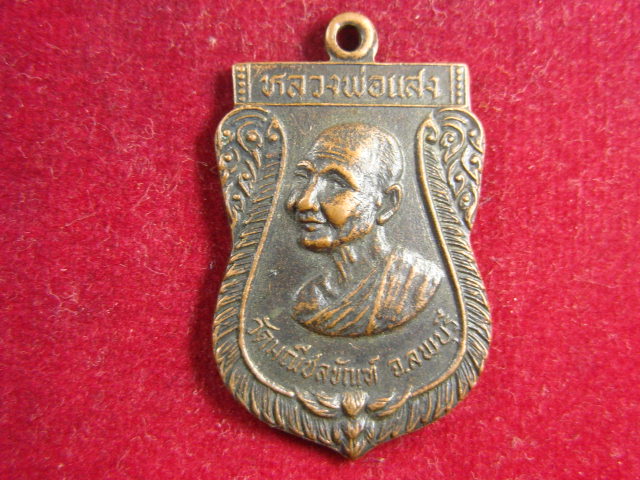 หลวงพ่อแสง
วัดมณีชลขัณฑ์ จ.ลพบุรี